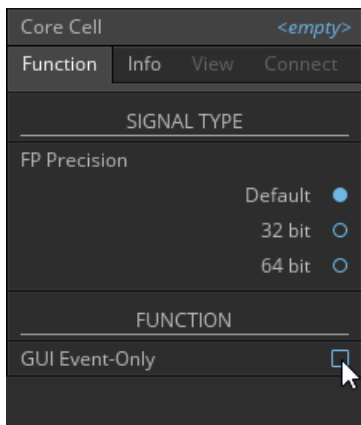 Core Cell <empty>
Function Info View Connect
SIGNAL TYPE
FP Precision
Default
32 bit
64 bit
FUNCTION
GUI Event-Only